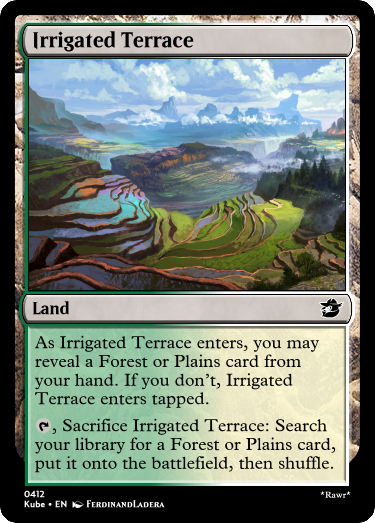 Irrigated Terrace
Land
As Irrigated Terrace enters, you may
reveal a Forest or Plains card from
your hand. If you don't, Irrigated
Terrace enters tapped.
, Sacrifice Irrigated Terrace: Search
your library for a Forest or Plains card,
put it onto the battlefield, then shuffle.
0412
Kube • EN FerdinandLadera
*Rawr*